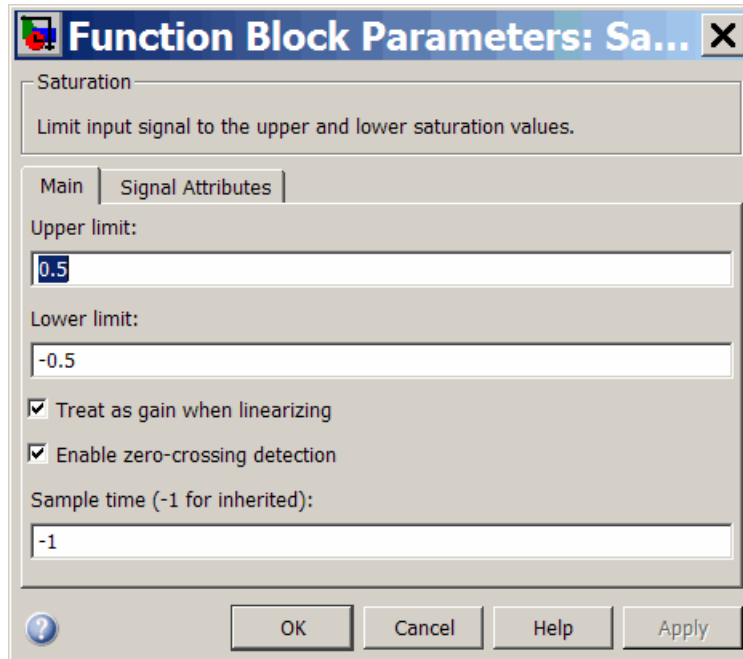 Function Block Parameters: Sa...
Saturation
Limit input signal to the upper and lower saturation values.
Main
Signal Attributes
Upper limit:
0.5
Lower limit:
-0.5
Treat as gain when linearizing
Enable zero-crossing detection
Sample time (-1 for inherited):
-1
OK Cancel Help Apply